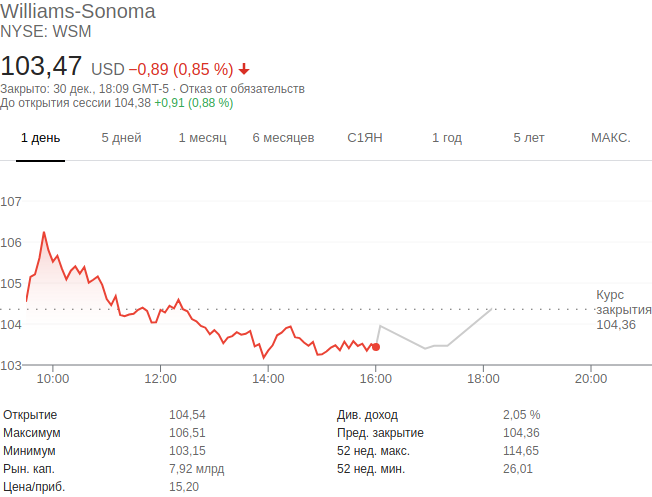 Williams-Sonoma
NYSE: WSM
103,47 USD −0,89 (0,85 %)
Закрыто: 30 дек., 18:09 GMT-5 · Отказ от обязательств
До открытия сессии 104,38 +0,91 (0,88 %)
1 день 5 дней 1 месяц 6 месяцев С1ЯН 1 год 5 лет МАКС.
107
106
105
Курс
закрытия
104,36
104
103
10:00 12:00 14:00 16:00 18:00 20:00
Открытие 104,54 Див. доход 2,05 %
Максимум 106,51 Пред. закрытие 104,36
Минимум 103,15 52 нед. макс. 114,65
Рын. кап. 7,92 млрд 52 нед. мин. 26,01
Цена/приб. 15,20